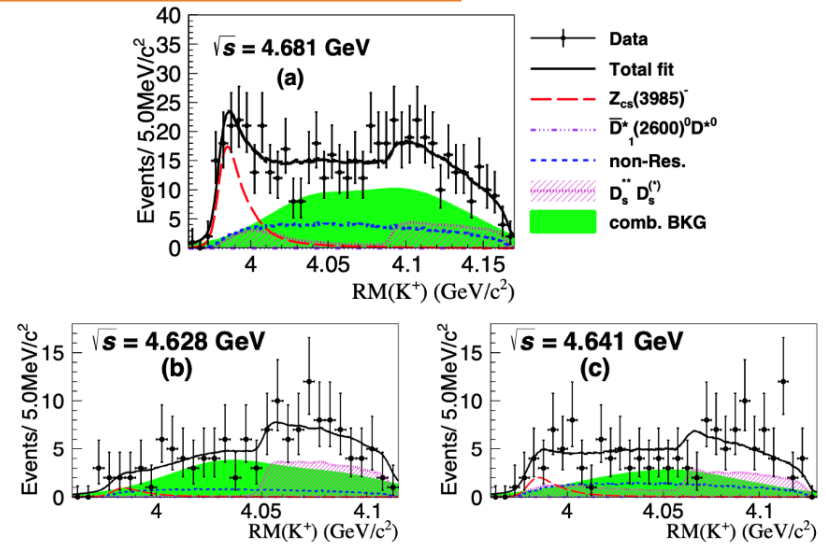 40
35
30
25
20
15
10
5
0
Events/ 5.0MeV/c²
√s = 4.681 GeV
(a)
4
4.05
4.1
4.15
RM(K⁺) (GeV/c²)
Data
Total fit
Z_cs(3985)⁻
D̅*₁(2600)⁰D*⁰
non-Res.
D_s** D_s^(*)
comb. BKG
15
10
5
0
Events/ 5.0MeV/c²
√s = 4.628 GeV
(b)
4
4.05
4.1
RM(K⁺) (GeV/c²)
15
10
5
0
Events/ 5.0MeV/c²
√s = 4.641 GeV
(c)
4
4.05
4.1
RM(K⁺) (GeV/c²)